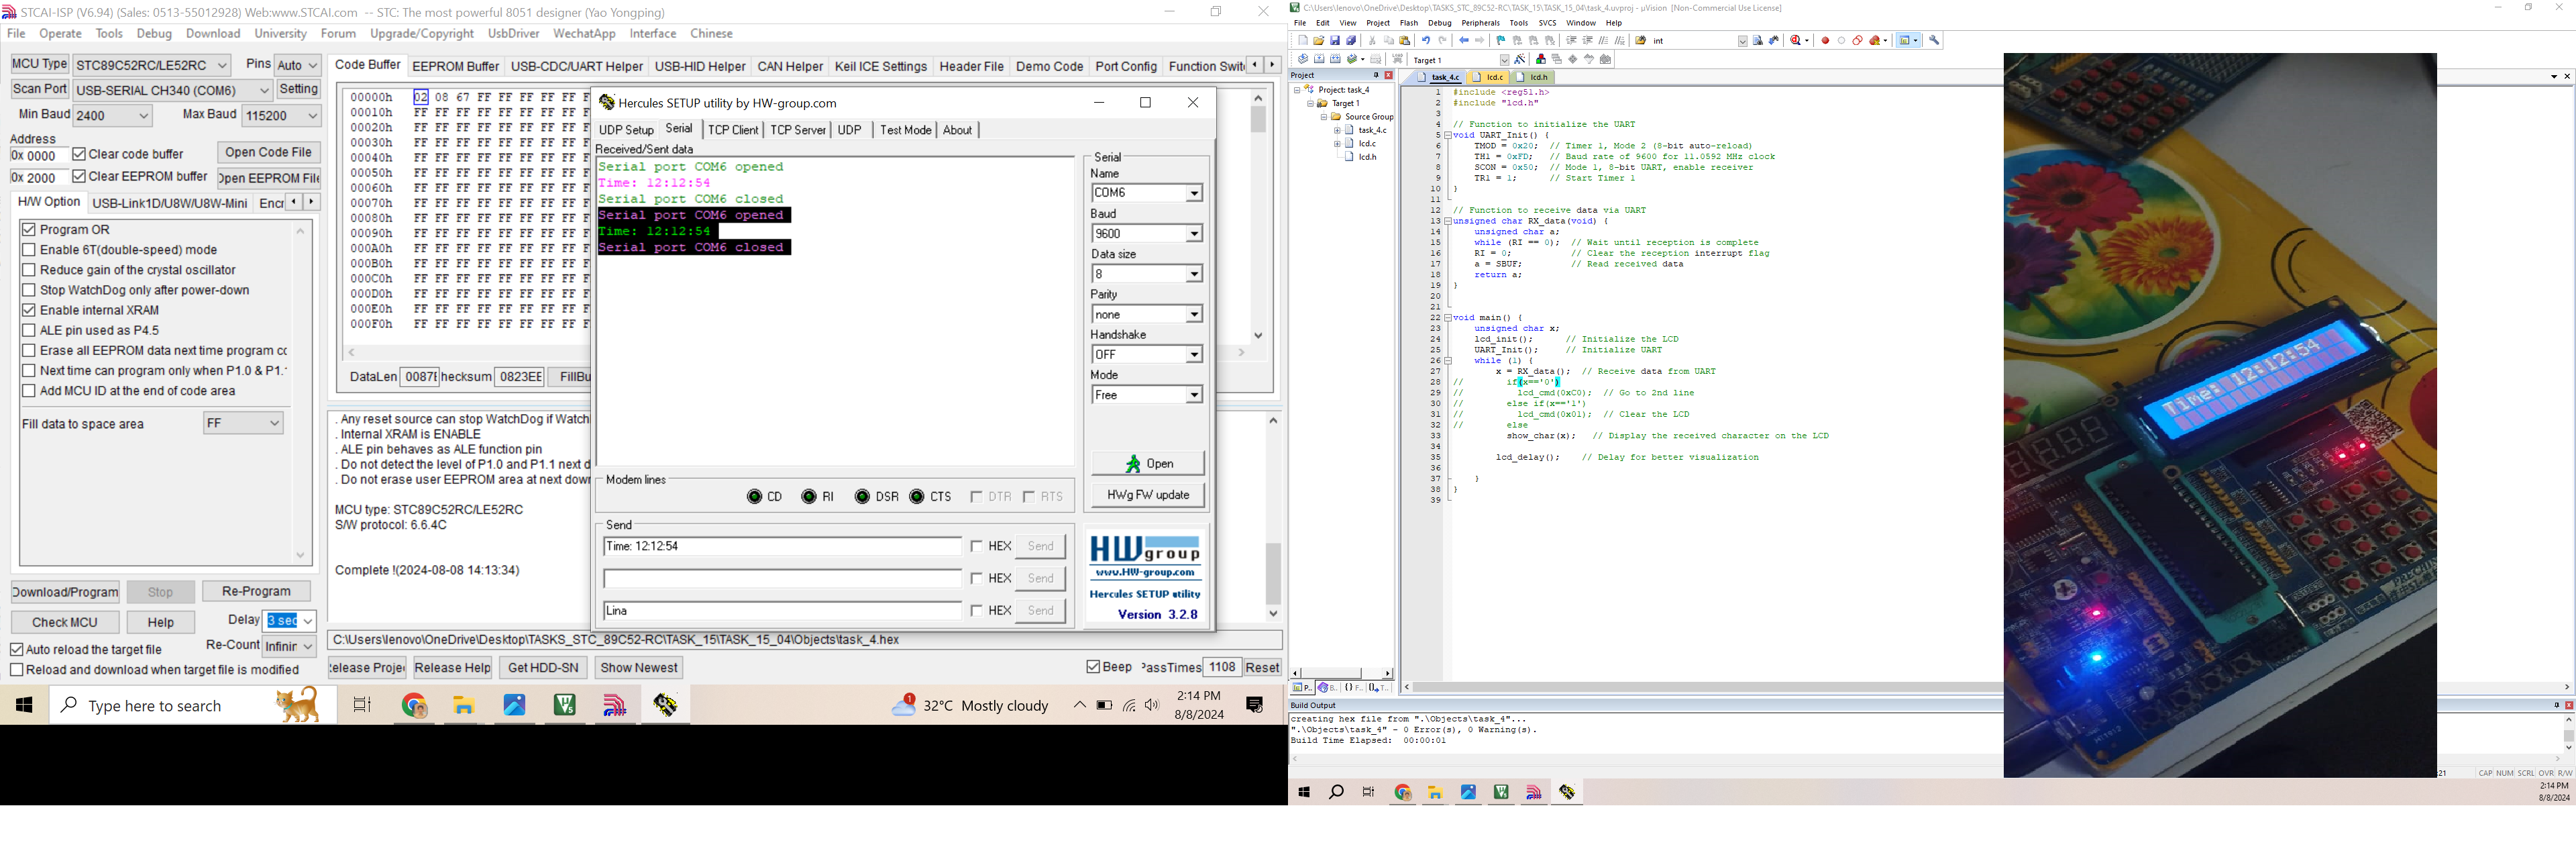 STCAI-ISP (V6.94) (Sales: 0513-55012928) Web:www.STCAI.com -- STC: The most powerful 8051 designer (Yao Yongping)
File Operate Tools Debug Download University Forum Upgrade/Copyright UsbDriver WechatApp Interface Chinese
MCU Type STC89C52RC/LE52RC Pins Auto
Scan Port USB-SERIAL CH340 (COM6) Setting
Min Baud 2400 Max Baud 115200
Address
0x 0000 Clear code buffer Open Code File
0x 2000 Clear EEPROM buffer Open EEPROM File
H/W Option USB-Link1D/U8W/U8W-Mini Encr
Program OR
Enable 6T(double-speed) mode
Reduce gain of the crystal oscillator
Stop WatchDog only after power-down
Enable internal XRAM
ALE pin used as P4.5
Erase all EEPROM data next time program cc
Next time can program only when P1.0 & P1.
Add MCU ID at the end of code area
Fill data to space area FF
Download/Program Stop Re-Program
Check MCU Help Delay 3 sec
Auto reload the target file Re-Count Infinin
Reload and download when target file is modified
Code Buffer EEPROM Buffer USB-CDC/UART Helper USB-HID Helper CAN Helper Keil ICE Settings Header File Demo Code Port Config Function Swit
00000h 02 08 67 FF FF FF FF FF
00010h FF FF FF FF FF FF FF FF
00020h FF FF FF FF FF FF FF FF
00030h FF FF FF FF FF FF FF FF
00040h FF FF FF FF FF FF FF FF
00050h FF FF FF FF FF FF FF FF
00060h FF FF FF FF FF FF FF FF
00070h FF FF FF FF FF FF FF FF
00080h FF FF FF FF FF FF FF FF
00090h FF FF FF FF FF FF FF FF
000A0h FF FF FF FF FF FF FF FF
000B0h FF FF FF FF FF FF FF FF
000C0h FF FF FF FF FF FF FF FF
000D0h FF FF FF FF FF FF FF FF
000E0h FF FF FF FF FF FF FF FF
000F0h FF FF FF FF FF FF FF FF
DataLen hecksum 0823EE FillBu
. Any reset source can stop WatchDog if Watch
. Internal XRAM is ENABLE
. ALE pin behaves as ALE function pin
. Do not detect the level of P1.0 and P1.1 next d
. Do not erase user EEPROM area at next down
MCU type: STC89C52RC/LE52RC
S/W protocol: 6.6.4C
Complete !(2024-08-08 14:13:34)
C:\Users\lenovo\OneDrive\Desktop\TASKS_STC_89C52-RC\TASK_15\TASK_15_04\Objects\task_4.hex
elease Projec Release Help Get HDD-SN Show Newest Beep PassTimes 1108 Reset
Hercules SETUP utility by HW-group.com
UDP Setup Serial TCP Client TCP Server UDP Test Mode About
Received/Sent data
Serial port COM6 opened
Time: 12:12:54
Serial port COM6 closed
Serial port COM6 opened
Time: 12:12:54
Serial port COM6 closed
Serial
Name
COM6
Baud
9600
Data size
8
Parity
none
Handshake
OFF
Mode
Free
Open
HWg FW update
Modem lines
CD RI DSR CTS DTR RTS
Send
Time: 12:12:54 HEX Send
HEX Send
Lina HEX Send
HW group
www.HW-group.com
Hercules SETUP utility
Version 3.2.8
Type here to search
1 32°C Mostly cloudy
2:14 PM
8/8/2024
C:\Users\lenovo\OneDrive\Desktop\TASKS_STC_89C52-RC\TASK_15\TASK_15_04\task_4.uvproj - µVision [Non-Commercial Use License]
File Edit View Project Flash Debug Peripherals Tools SVCS Window Help
int
Target 1
Project
Project: task_4
Target 1
Source Group
task_4.c
lcd.c
lcd.h
task_4.c lcd.c lcd.h
1 #include <reg51.h>
2 #include "lcd.h"
3
4 // Function to initialize the UART
5 void UART_Init() {
6 TMOD = 0x20; // Timer 1, Mode 2 (8-bit auto-reload)
7 TH1 = 0xFD; // Baud rate of 9600 for 11.0592 MHz clock
8 SCON = 0x50; // Mode 1, 8-bit UART, enable receiver
9 TR1 = 1; // Start Timer 1
10 }
11
12 // Function to receive data via UART
13 unsigned char RX_data(void) {
14 unsigned char a;
15 while (RI == 0); // Wait until reception is complete
16 RI = 0; // Clear the reception interrupt flag
17 a = SBUF; // Read received data
18 return a;
19 }
20
21
22 void main() {
23 unsigned char x;
24 lcd_init(); // Initialize the LCD
25 UART_Init(); // Initialize UART
26 while (1) {
27 x = RX_data(); // Receive data from UART
28 // if(x=='0')
29 // lcd_cmd(0xC0); // Go to 2nd line
30 // else if(x=='1')
31 // lcd_cmd(0x01); // Clear the LCD
32 // else
33 show_char(x); // Display the received character on the LCD
34
35 lcd_delay(); // Delay for better visualization
36
37 }
38 }
39
Time: 12:12:54
Build Output
creating hex file from ".\Objects\task_4"...
".\Objects\task_4" - 0 Error(s), 0 Warning(s).
Build Time Elapsed: 00:00:01
CAP NUM SCRL OVR R/W
2:14 PM
8/8/2024